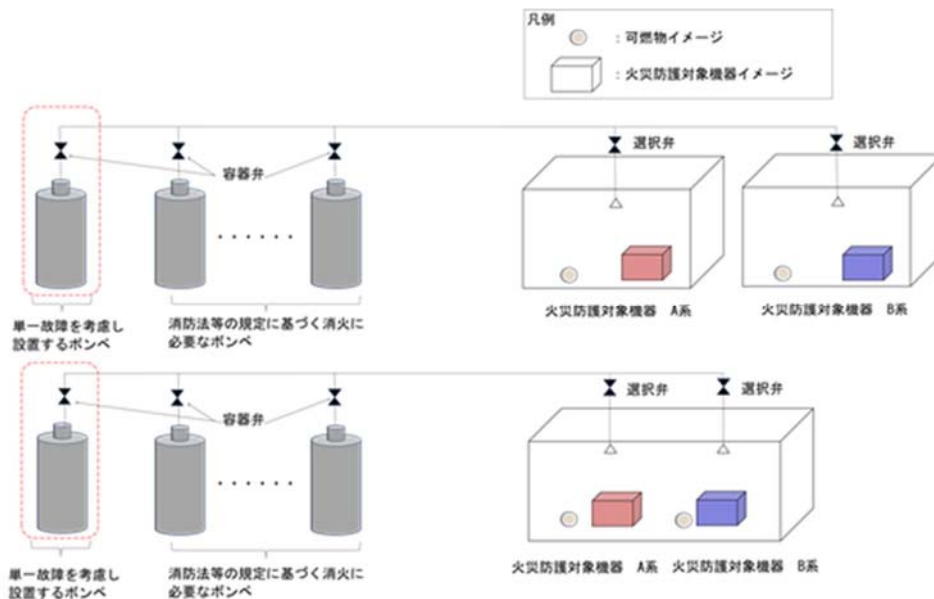 凡例
：可燃物イメージ
：火災防護対象機器イメージ
選択弁
選択弁
容器弁
・・・・・・
火災防護対象機器 A系
火災防護対象機器 B系
単一故障を考慮し
設置するボンベ
消防法等の規定に基づく消火に
必要なボンベ
選択弁
選択弁
容器弁
・・・・・・
火災防護対象機器 A系
火災防護対象機器 B系
単一故障を考慮し
設置するボンベ
消防法等の規定に基づく消火に
必要なボンベ